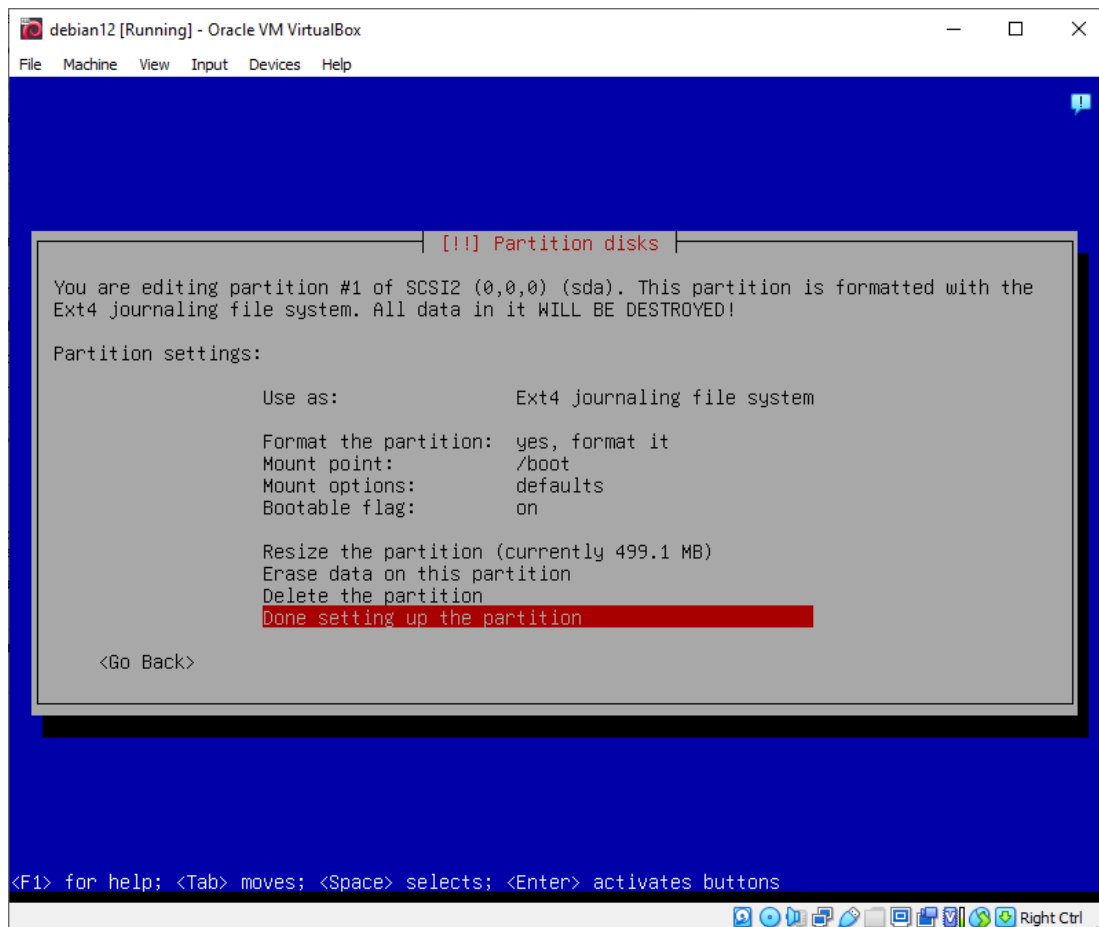 debian12 [Running] - Oracle VM VirtualBox
File Machine View Input Devices Help
[!!] Partition disks
You are editing partition #1 of SCSI2 (0,0,0) (sda). This partition is formatted with the
Ext4 journaling file system. All data in it WILL BE DESTROYED!
Partition settings:
Use as: Ext4 journaling file system
Format the partition: yes, format it
Mount point: /boot
Mount options: defaults
Bootable flag: on
Resize the partition (currently 499.1 MB)
Erase data on this partition
Delete the partition
Done setting up the partition
<Go Back>
<F1> for help; <Tab> moves; <Space> selects; <Enter> activates buttons
Right Ctrl